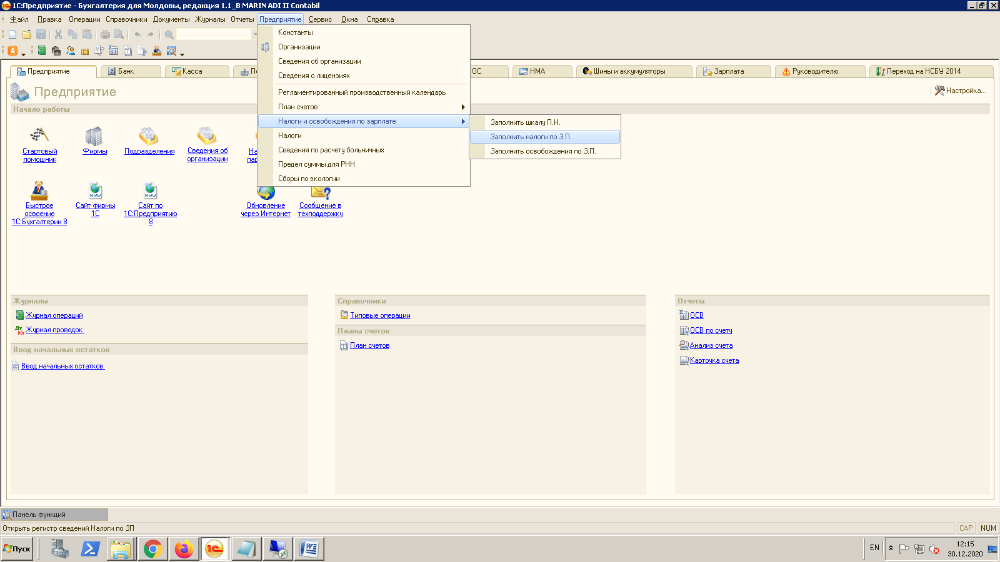 1С:Предприятие - Бухгалтерия для Молдовы, редакция 1.1_B MARIN ADI II Contabil
Файл Правка Операции Справочники Документы Журналы Отчеты Предприятие Сервис Окна Справка
Константы
Организации
Сведения об организации
Сведения о лицензиях
Регламентированный производственный календарь
План счетов
Налоги и освобождения по зарплате
Налоги
Сведения по расчету больничных
Предел суммы для РНН
Сборы по экологии
Заполнить шкалу П.Н.
Заполнить налоги по З.П.
Заполнить освобождения по З.П.
Предприятие Банк Касса ОС НМА Шины и аккумуляторы Зарплата Руководителю Переход на НСБУ 2014
Предприятие
Настройка...
Начало работы
Стартовый помощник
Фирмы
Подразделения
Сведения об организации
Быстрое освоение 1С:Бухгалтерии 8
Сайт фирмы 1С
Сайт по 1С:Предприятию 8
Обновление через Интернет
Сообщение в техподдержку
Журналы
Журнал операций
Журнал проводок
Ввод начальных остатков
Ввод начальных остатков
Справочники
Типовые операции
Планы счетов
План счетов
Отчеты
ОСВ
ОСВ по счету
Анализ счета
Карточка счета
Панель функций
Открыть регистр сведений Налоги по ЗП
CAP NUM
Пуск
EN
12:15
30.12.2020